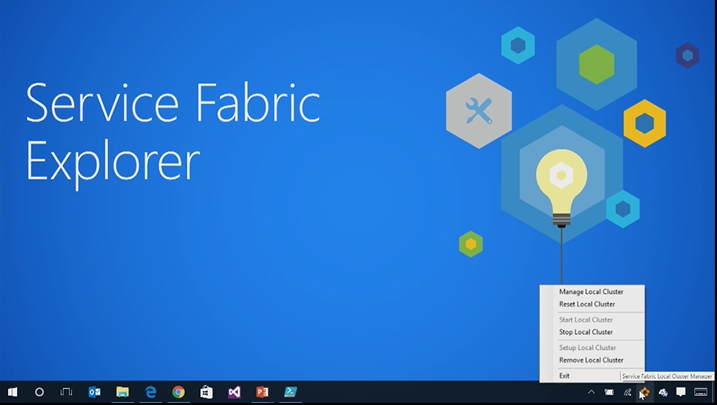 Service Fabric
Explorer
Manage Local Cluster
Reset Local Cluster
Start Local Cluster
Stop Local Cluster
Setup Local Cluster
Remove Local Cluster
Exit
Service Fabric Local Cluster Manager